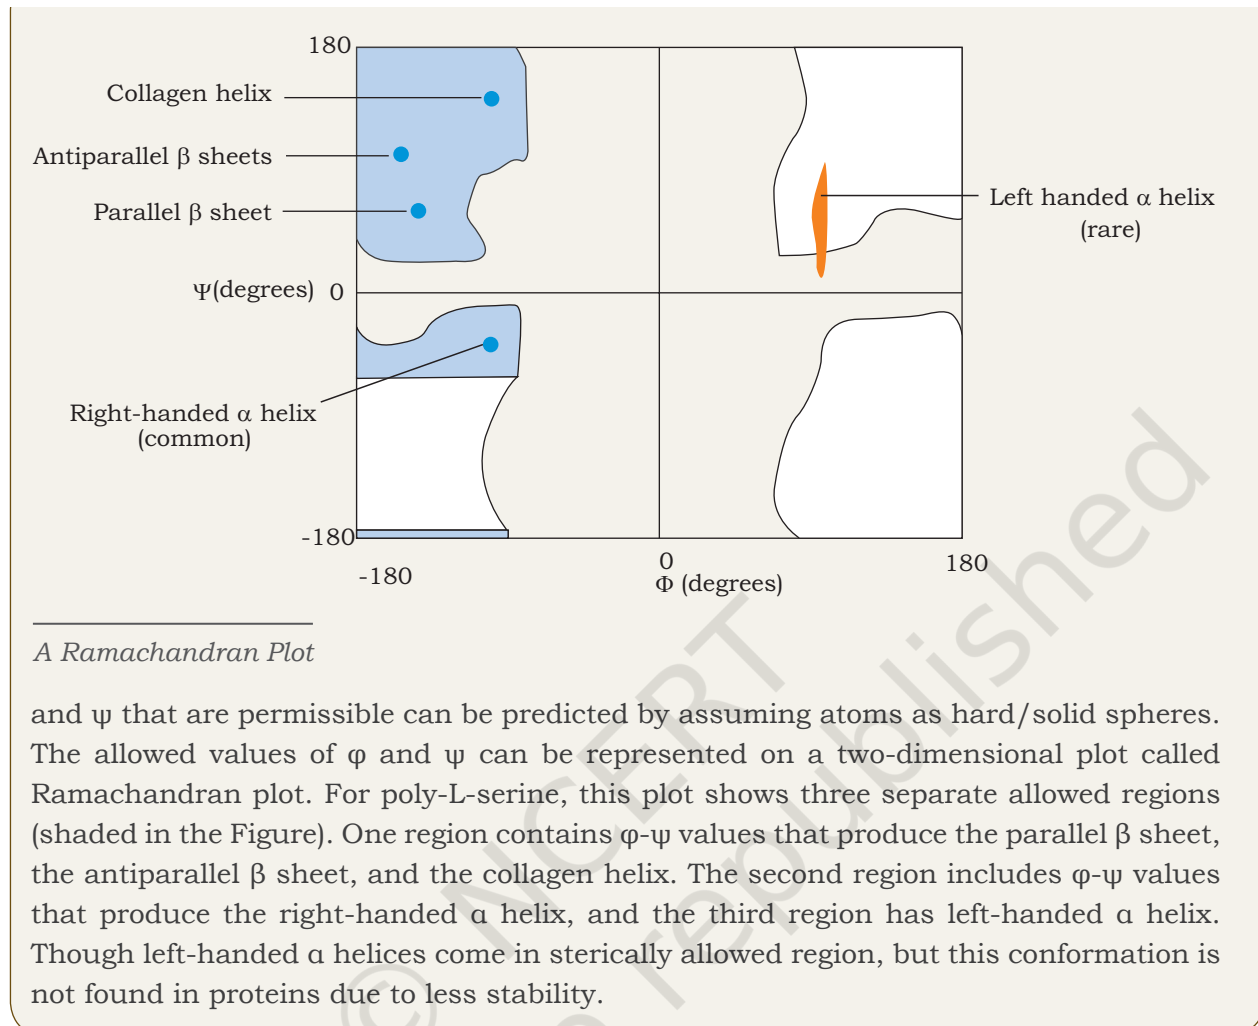 180
Collagen helix
Antiparallel β sheets
Parallel β sheet
Left handed α helix
(rare)
Ψ(degrees) 0
Right-handed α helix
(common)
-180
-180
0
180
Φ (degrees)
A Ramachandran Plot
and ψ that are permissible can be predicted by assuming atoms as hard/solid spheres.
The allowed values of φ and ψ can be represented on a two-dimensional plot called
Ramachandran plot. For poly-L-serine, this plot shows three separate allowed regions
(shaded in the Figure). One region contains φ-ψ values that produce the parallel β sheet,
the antiparallel β sheet, and the collagen helix. The second region includes φ-ψ values
that produce the right-handed α helix, and the third region has left-handed α helix.
Though left-handed α helices come in sterically allowed region, but this conformation is
not found in proteins due to less stability.
© NCERT
republished